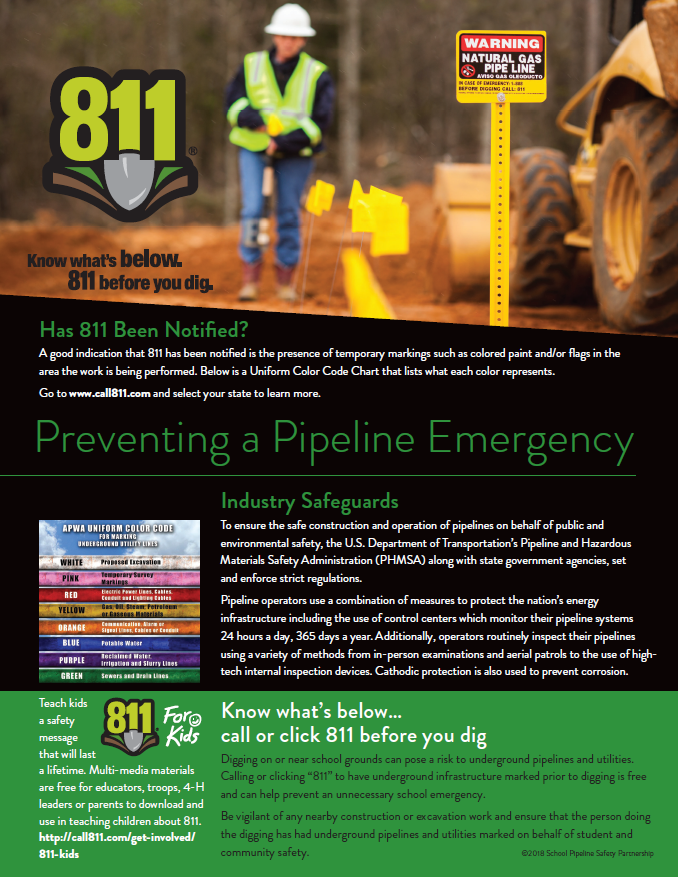 WARNING
NATURAL GAS
PIPE LINE
AVISO GAS OLEODUCTO
IN CASE OF EMERGENCY: 1-888
BEFORE DIGGING CALL: 811
811®
Know what's below.
811 before you dig.
Has 811 Been Notified?
A good indication that 811 has been notified is the presence of temporary markings such as colored paint and/or flags in the
area the work is being performed. Below is a Uniform Color Code Chart that lists what each color represents.
Go to www.call811.com and select your state to learn more.
Preventing a Pipeline Emergency
APWA UNIFORM COLOR CODE
FOR MARKING
UNDERGROUND UTILITY LINES
WHITE Proposed Excavation
PINK Temporary Survey
Markings
RED Electric Power Lines, Cables,
Conduit and Lighting Cables
YELLOW Gas, Oil, Steam, Petroleum
or Gaseous Materials
ORANGE Communication, Alarm or
Signal Lines, Cables or Conduit
BLUE Potable Water
PURPLE Reclaimed Water,
Irrigation and Slurry Lines
GREEN Sewers and Drain Lines
Industry Safeguards
To ensure the safe construction and operation of pipelines on behalf of public and
environmental safety, the U.S. Department of Transportation's Pipeline and Hazardous
Materials Safety Administration (PHMSA) along with state government agencies, set
and enforce strict regulations.
Pipeline operators use a combination of measures to protect the nation's energy
infrastructure including the use of control centers which monitor their pipeline systems
24 hours a day, 365 days a year. Additionally, operators routinely inspect their pipelines
using a variety of methods from in-person examinations and aerial patrols to the use of high-
tech internal inspection devices. Cathodic protection is also used to prevent corrosion.
Teach kids
a safety
message
that will last
a lifetime. Multi-media materials
are free for educators, troops, 4-H
leaders or parents to download and
use in teaching children about 811.
http://call811.com/get-involved/
811-kids
811
For
Kids
Know what's below...
call or click 811 before you dig
Digging on or near school grounds can pose a risk to underground pipelines and utilities.
Calling or clicking "811" to have underground infrastructure marked prior to digging is free
and can help prevent an unnecessary school emergency.
Be vigilant of any nearby construction or excavation work and ensure that the person doing
the digging has had underground pipelines and utilities marked on behalf of student and
community safety.
©2018 School Pipeline Safety Partnership